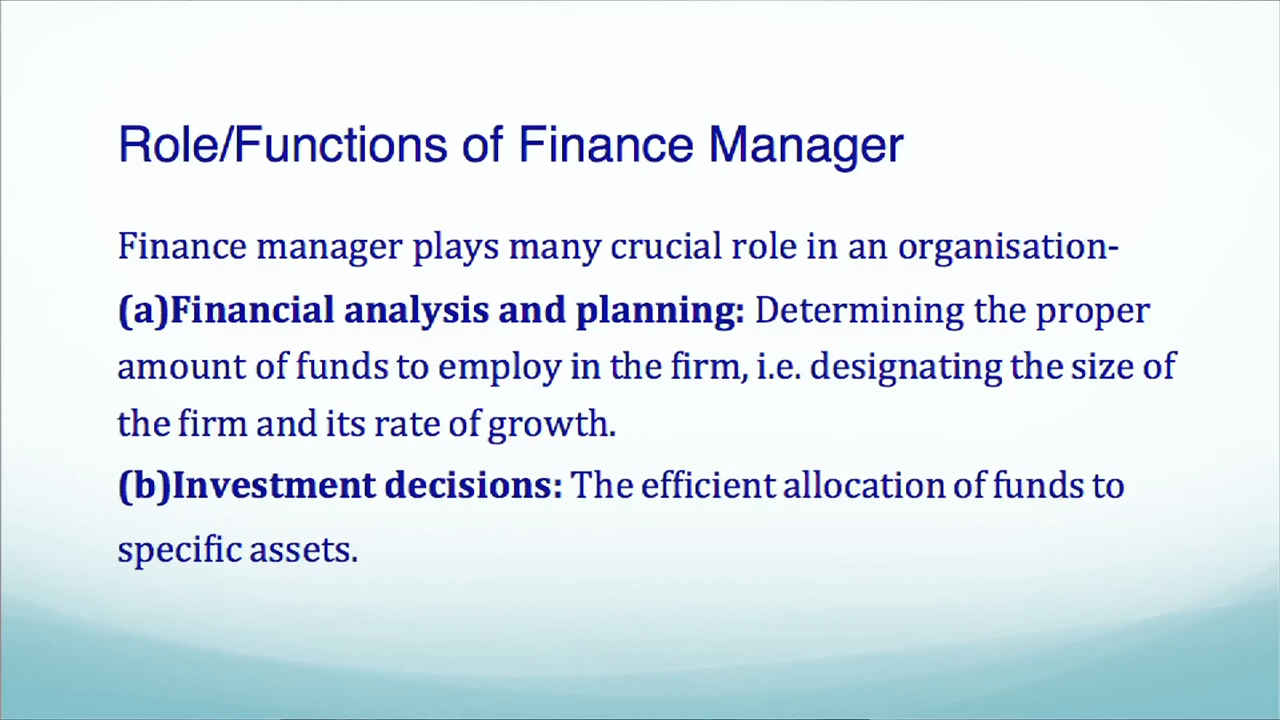 Role/Functions of Finance Manager
Finance manager plays many crucial role in an organisation-
(a)Financial analysis and planning: Determining the proper
amount of funds to employ in the firm, i.e. designating the size of
the firm and its rate of growth.
(b)Investment decisions: The efficient allocation of funds to
specific assets.